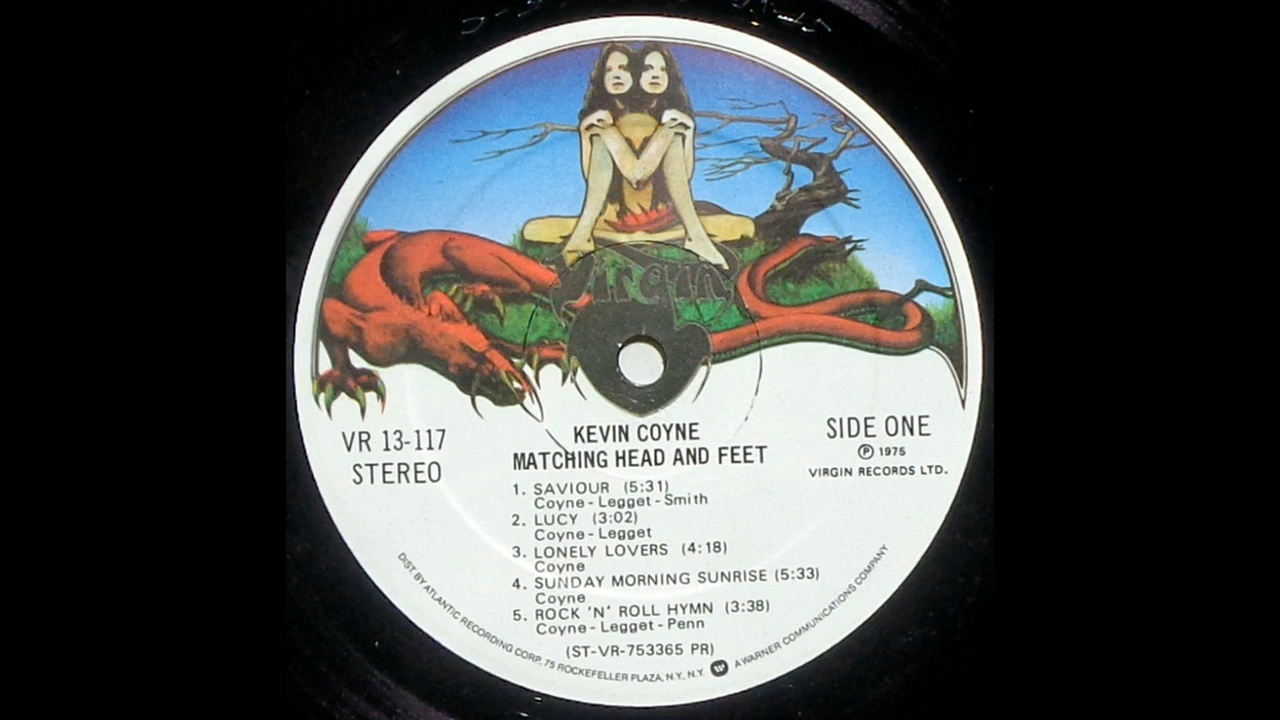 Virgin
VR 13-117
STEREO
KEVIN COYNE
MATCHING HEAD AND FEET
SIDE ONE
Ⓟ 1975
VIRGIN RECORDS LTD.
1. SAVIOUR (5:31)
Coyne - Legget - Smith
2. LUCY (3:02)
Coyne - Legget
3. LONELY LOVERS (4:18)
Coyne
4. SUNDAY MORNING SUNRISE (5:33)
Coyne
5. ROCK 'N' ROLL HYMN (3:38)
Coyne - Legget - Penn
(ST-VR-753365 PR)
DIST. BY ATLANTIC RECORDING CORP., 75 ROCKEFELLER PLAZA, N.Y., N.Y. A WARNER COMMUNICATIONS COMPANY